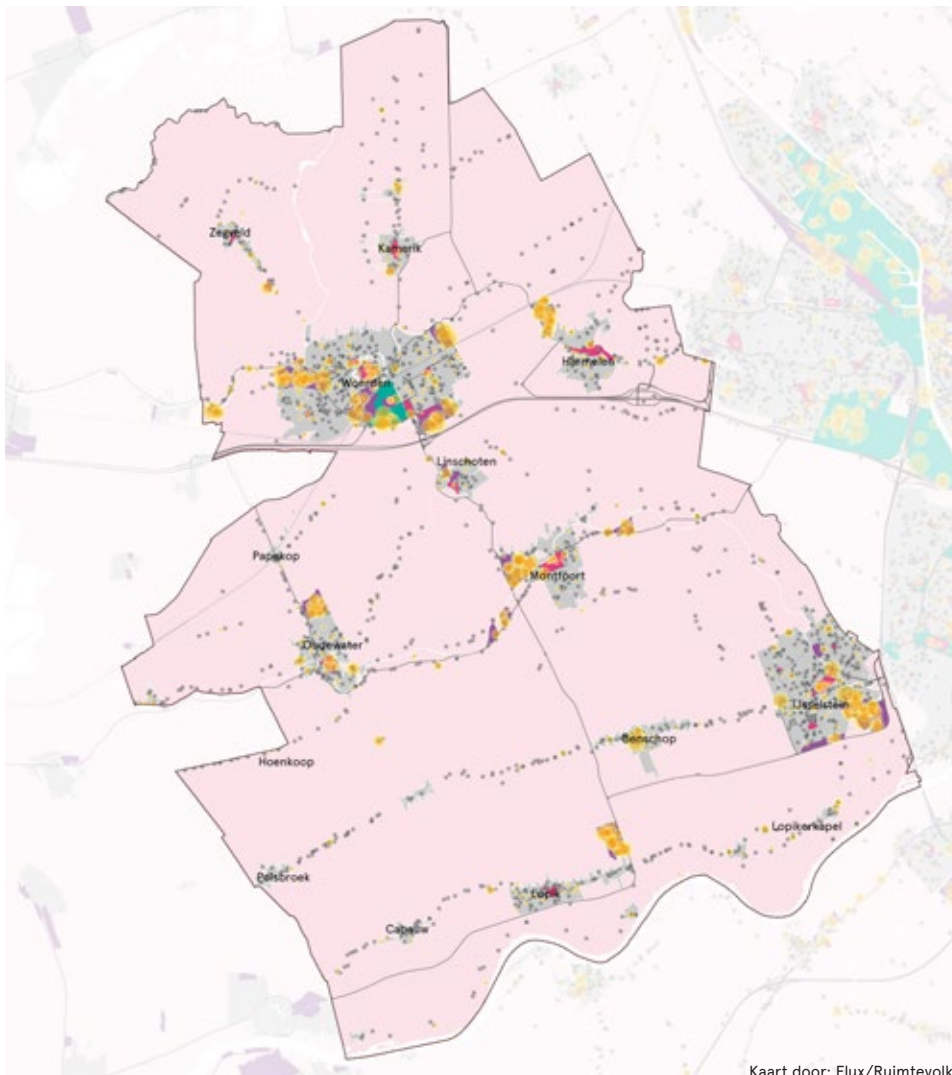 Zegveld
Kamerik
Harmelen
Woerden
Linschoten
Papekop
Montfoort
Oudewater
IJsselstein
Benschop
Hoenkoop
Lopikerkapel
Polsbroek
Lopik
Cabauw
Kaart door: Flux/Ruimtevolk